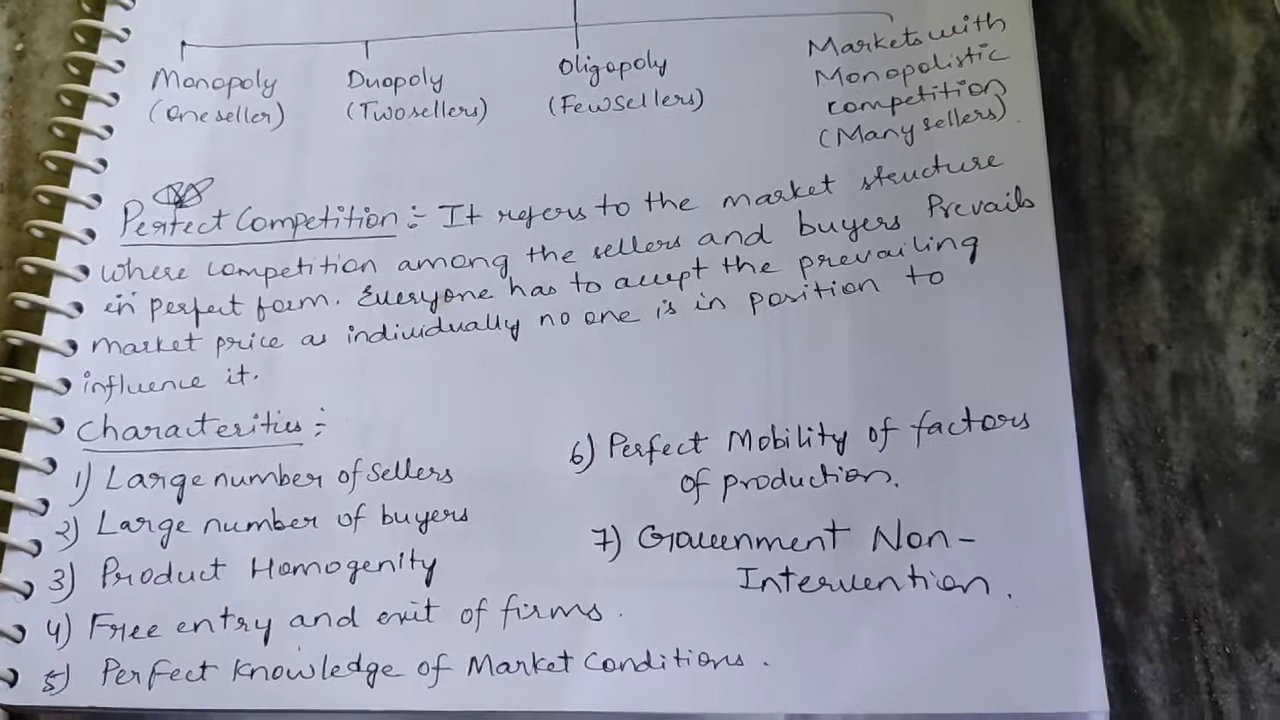 Monopoly
(One seller)
Duopoly
(Two sellers)
Oligopoly
(Few Sellers)
Markets with
Monopolistic
competition
(Many sellers).
Perfect Competition :- It refers to the market structure
where competition among the sellers and buyers Prevails
in perfect form. Everyone has to accept the prevailing
market price as individually no one is in position to
influence it.
Characterities :-
1) Large number of Sellers
2) Large number of buyers
3) Product Homogenity
4) Free entry and exit of firms.
5) Perfect Knowledge of Market Conditions.
6) Perfect Mobility of factors
of production.
7) Government Non-
Intervention.